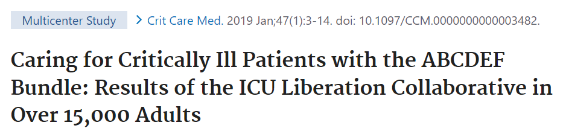 Multicenter Study > Crit Care Med. 2019 Jan;47(1):3-14. doi: 10.1097/CCM.0000000000003482.
Caring for Critically Ill Patients with the ABCDEF
Bundle: Results of the ICU Liberation Collaborative in
Over 15,000 Adults